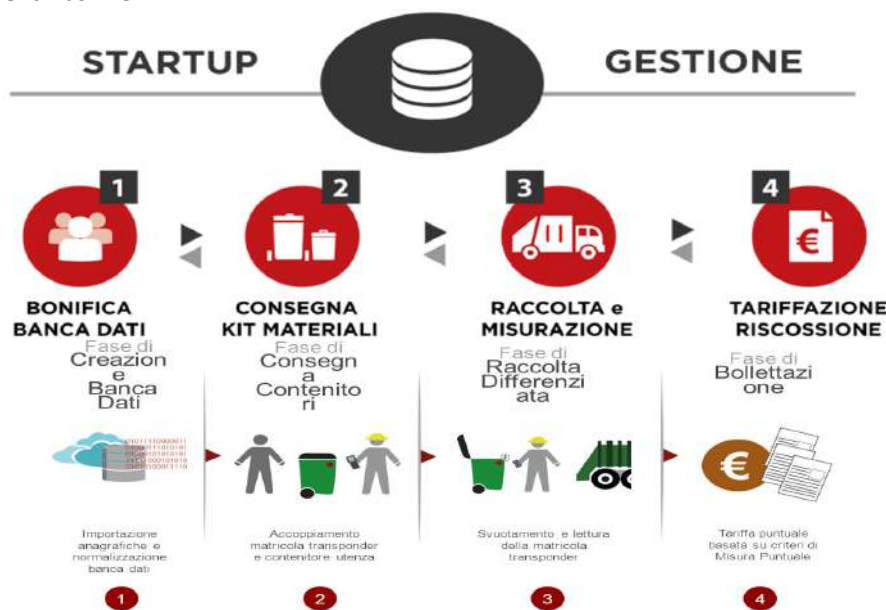 STARTUP
GESTIONE
1
2
3
4
€
BONIFICA
BANCA DATI
CONSEGNA
KIT MATERIALI
RACCOLTA e
MISURAZIONE
TARIFFAZIONE
RISCOSSIONE
Fase di
Creazion
e
Banca
Dati
Fase di
Consegn
a
Contenito
ri
Fase di
Raccolta
Differenzi
ata
Fase di
Bollettazi
one
€
Importazione
anagrafiche e
normalizzazione
banca dati
Accoppiamento
matricola transponder
e contenitore utenza
Svuotamento e lettura
dalla matricola
transponder
Tariffa puntuale
basata su criteri di
Misura Puntuale
1
2
3
4